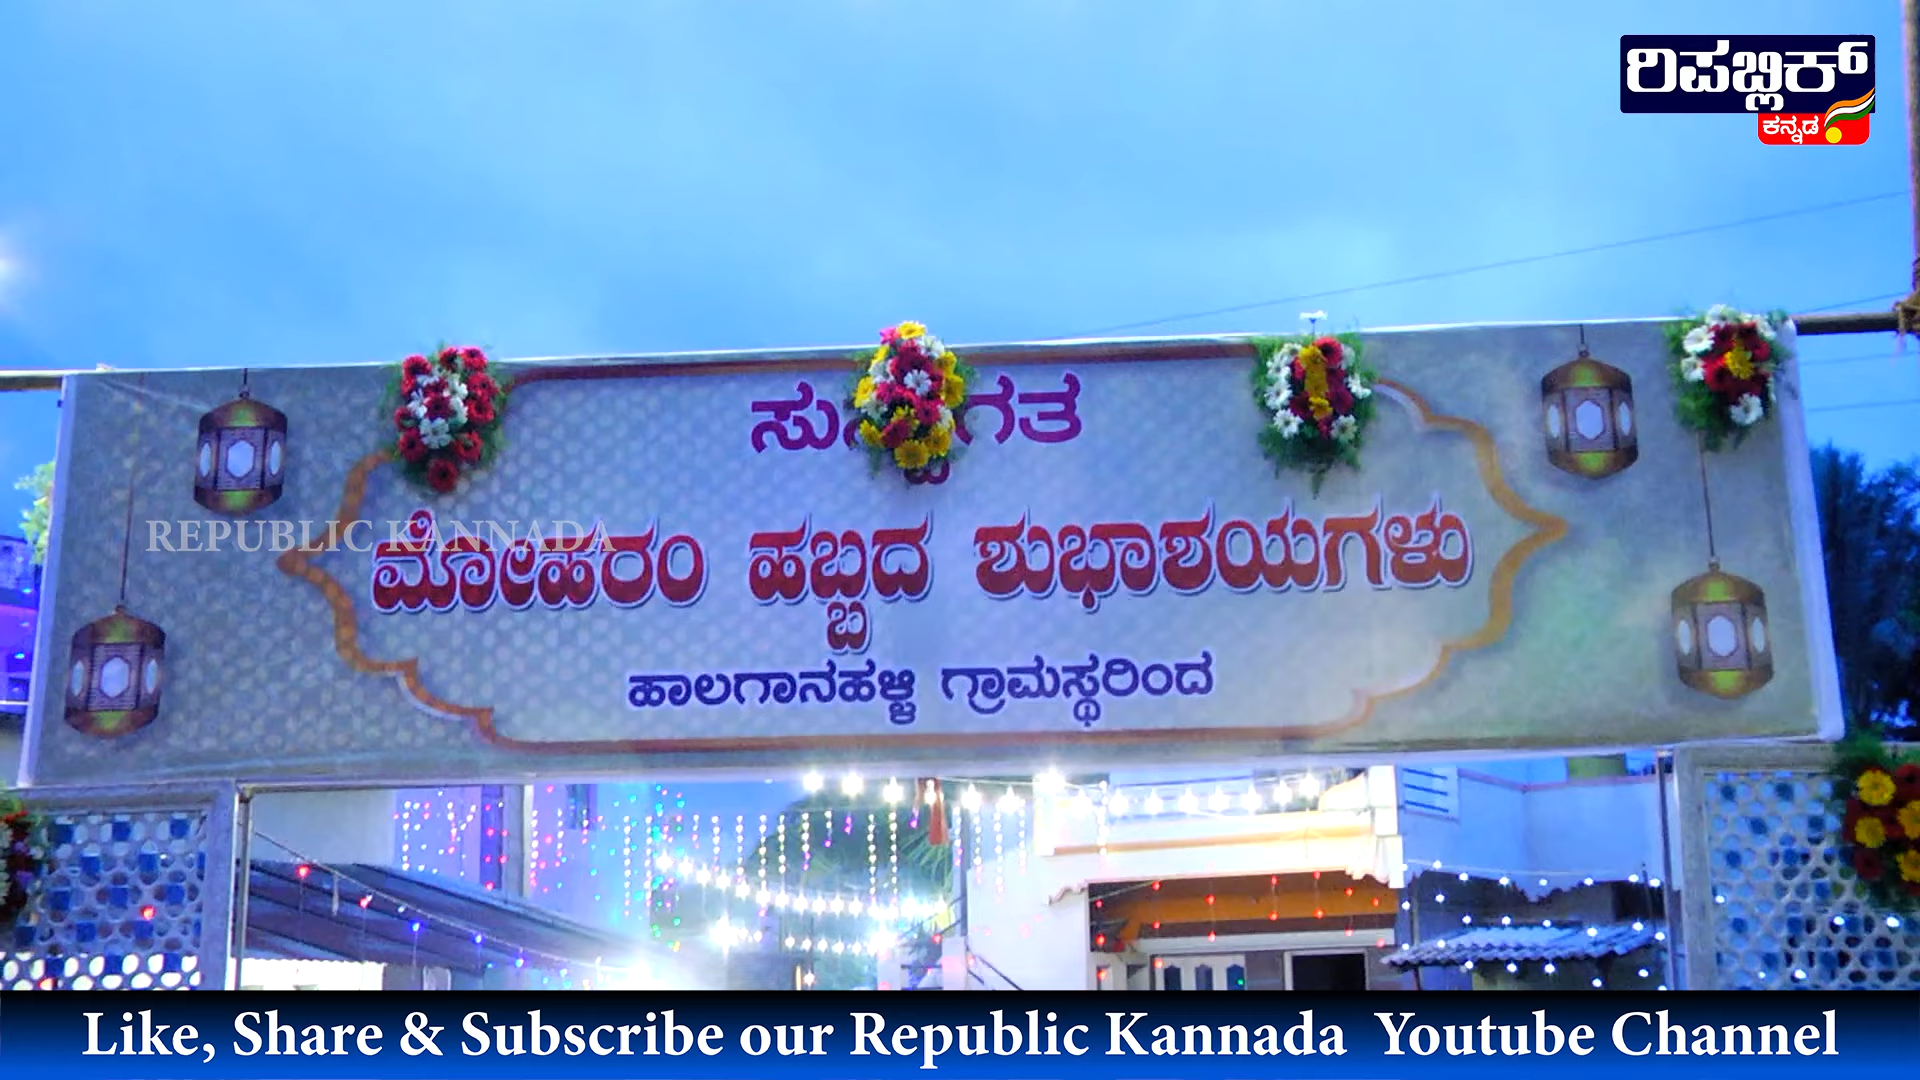 ರಿಪಬ್ಲಿಕ್
ಕನ್ನಡ
ಮೋಹರಂ ಹಬ್ಬದ ಶುಭಾಶಯಗಳು
REPUBLIC KANNADA
ಹಾಲಗಾನಹಳ್ಳಿ ಗ್ರಾಮಸ್ಥರಿಂದ
Like, Share & Subscribe our Republic Kannada Youtube Channel